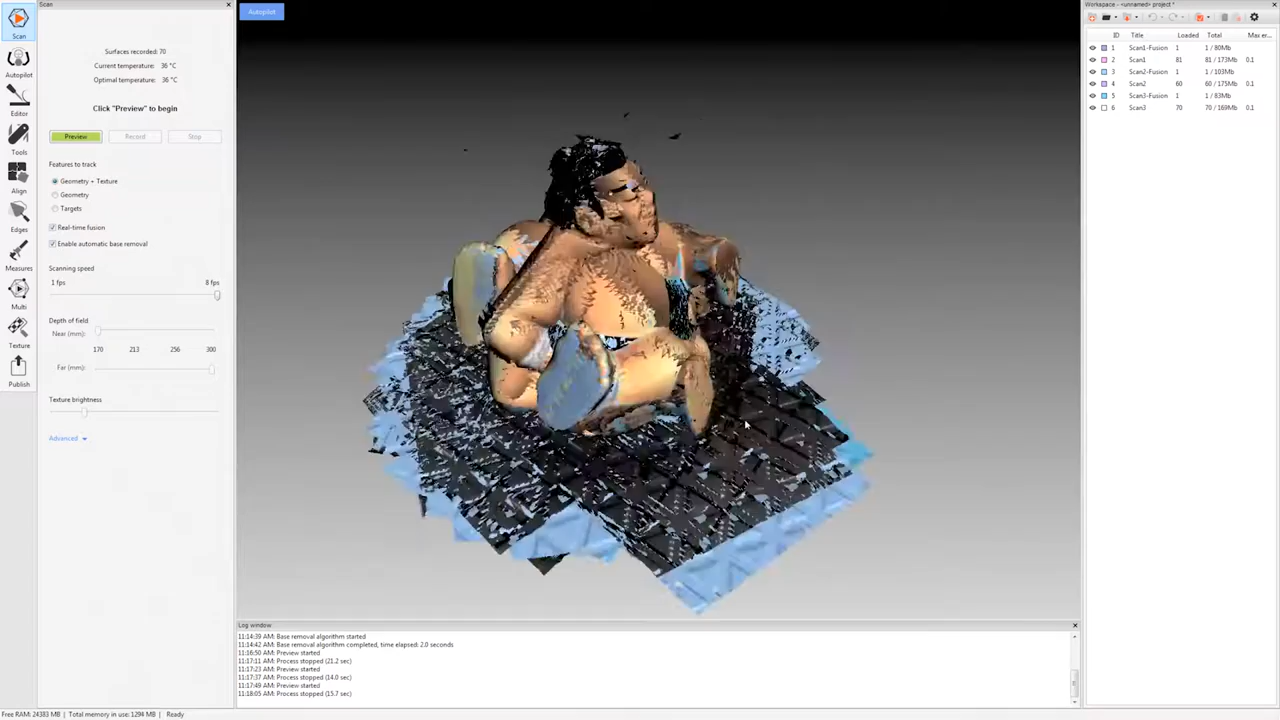 Scan
Surfaces recorded: 70
Current temperature: 36 °C
Optimal temperature: 36 °C
Click "Preview" to begin
Preview Record Stop
Features to track
Geometry + Texture
Geometry
Targets
Real-time fusion
Enable automatic base removal
Scanning speed
1 fps 8 fps
Depth of field
Near (mm):
170 213 256 300
Far (mm):
Texture brightness
Advanced
Scan
Autopilot
Editor
Tools
Align
Edges
Measures
Multi
Texture
Publish
Autopilot
Log window
11:14:39 AM: Base removal algorithm started
11:14:42 AM: Base removal algorithm completed, time elapsed: 2.0 seconds
11:16:50 AM: Preview started
11:17:11 AM: Process stopped (21.2 sec)
11:17:23 AM: Preview started
11:17:37 AM: Process stopped (14.0 sec)
11:17:49 AM: Preview started
11:18:05 AM: Process stopped (15.7 sec)
Workspace - <unnamed> project *
ID Title Loaded Total Max er...
1 Scan1-Fusion 1 1 / 80Mb
2 Scan1 81 81 / 173Mb 0.1
3 Scan2-Fusion 1 1 / 103Mb
4 Scan2 60 60 / 175Mb 0.1
5 Scan3-Fusion 1 1 / 83Mb
6 Scan3 70 70 / 169Mb 0.1
Free RAM: 24383 MB | Total memory in use: 1294 MB | Ready